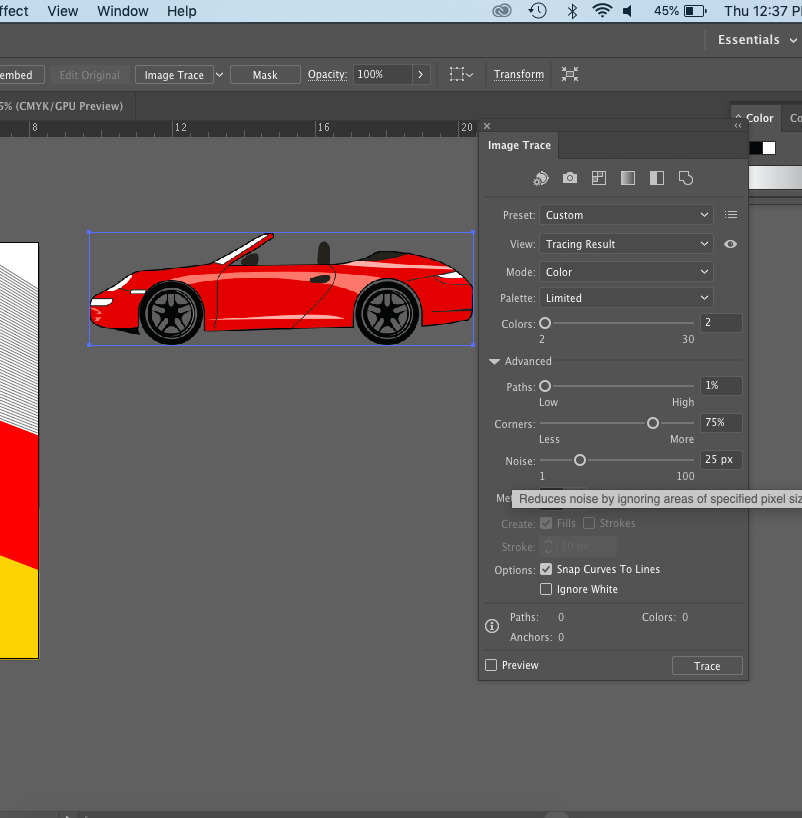 ffect View Window Help 45% Thu 12:37 P
Essentials
embed Edit Original Image Trace Mask Opacity: 100% Transform
% (CMYK/GPU Preview)
8 12 16 20
Color Co
Image Trace
Preset: Custom
View: Tracing Result
Mode: Color
Palette: Limited
Colors: 2
2 30
Advanced
Paths: 1%
Low High
Corners: 75%
Less More
Noise: 25 px
1 100
Met
Reduces noise by ignoring areas of specified pixel siz
Create: Fills Strokes
Stroke: 10 px
Options: Snap Curves To Lines
Ignore White
Paths: 0 Colors: 0
Anchors: 0
Preview Trace